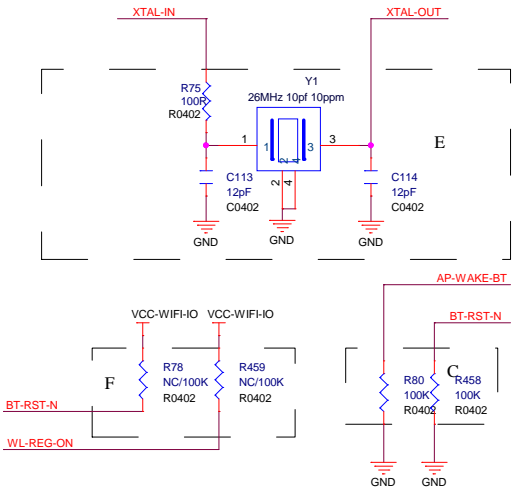 XTAL-IN
XTAL-OUT
Y1
26MHz 10pf 10ppm
R75
100R
R0402
E
1
1
3
3
2
4
2
4
C113
12pF
C0402
C114
12pF
C0402
GND
GND
GND
AP-WAKE-BT
BT-RST-N
VCC-WIFI-IO
VCC-WIFI-IO
F
R78
NC/100K
R0402
R459
NC/100K
R0402
C
R80
100K
R0402
R458
100K
R0402
BT-RST-N
WL-REG-ON
GND
GND